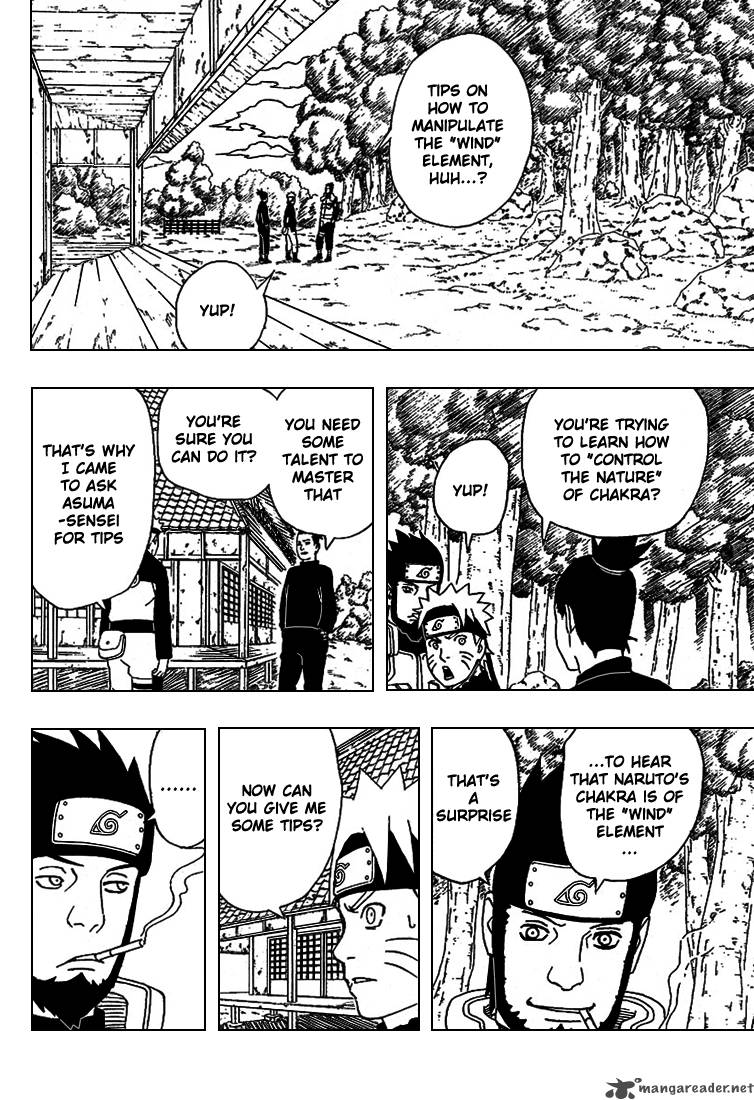 TIPS ON
HOW TO
MANIPULATE
THE "WIND"
ELEMENT,
HUH...?
YUP!
YOU'RE TRYING
TO LEARN HOW
TO "CONTROL
THE NATURE"
OF CHAKRA?
YUP!
YOU NEED
SOME
TALENT TO
MASTER
THAT
YOU'RE
SURE YOU
CAN DO IT?
THAT'S WHY
I CAME
TO ASK
ASUMA
-SENSEI
FOR TIPS
...TO HEAR
THAT NARUTO'S
CHAKRA IS OF
THE "WIND"
ELEMENT
...
THAT'S
A
SURPRISE
NOW CAN
YOU GIVE ME
SOME TIPS?
......
mangareader.net